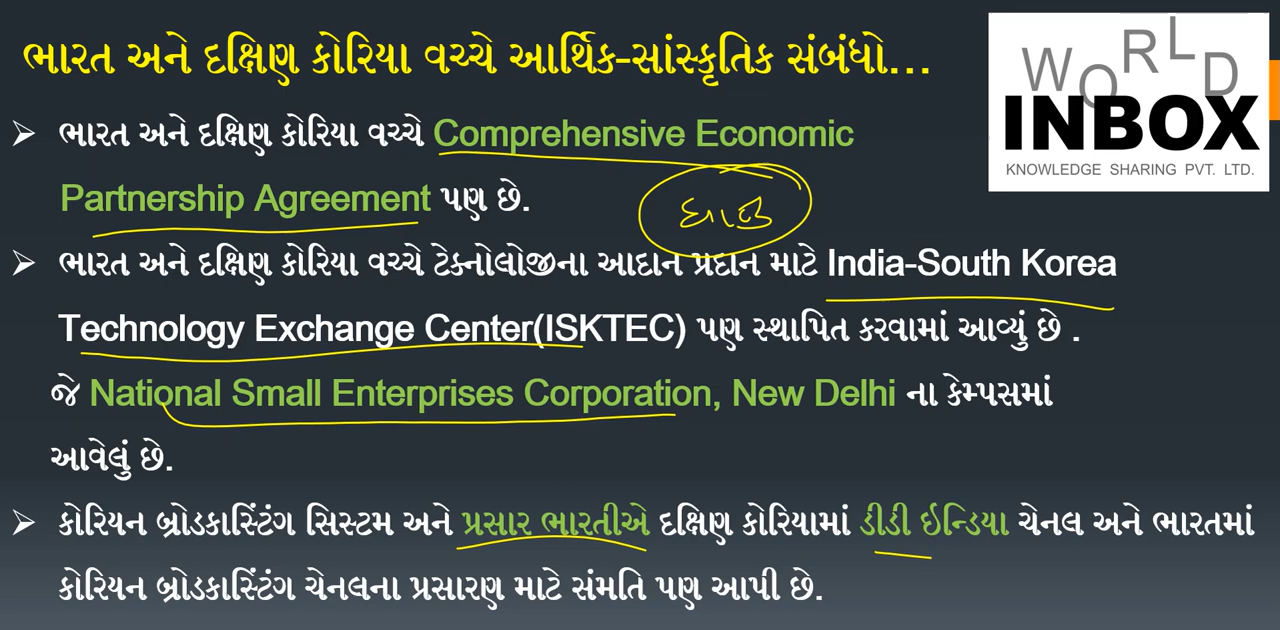 ભારત અને દક્ષિણ કોરિયા વચ્ચે આર્થિક-સાંસ્કૃતિક સંબંધો...
WORLD
INBOX
KNOWLEDGE SHARING PVT. LTD.
➢ ભારત અને દક્ષિણ કોરિયા વચ્ચે Comprehensive Economic
Partnership Agreement પણ છે.
➢ ભારત અને દક્ષિણ કોરિયા વચ્ચે ટેક્નોલોજીના આદાન પ્રદાન માટે India-South Korea
Technology Exchange Center(ISKTEC) પણ સ્થાપિત કરવામાં આવ્યું છે .
જે National Small Enterprises Corporation, New Delhi ના કેમ્પસમાં
આવેલું છે.
➢ કોરિયન બ્રોડકાસ્ટિંગ સિસ્ટમ અને પ્રસાર ભારતીએ દક્ષિણ કોરિયામાં ડીડી ઇન્ડિયા ચેનલ અને ભારતમાં
કોરિયન બ્રોડકાસ્ટિંગ ચેનલના પ્રસારણ માટે સંમતિ પણ આપી છે.